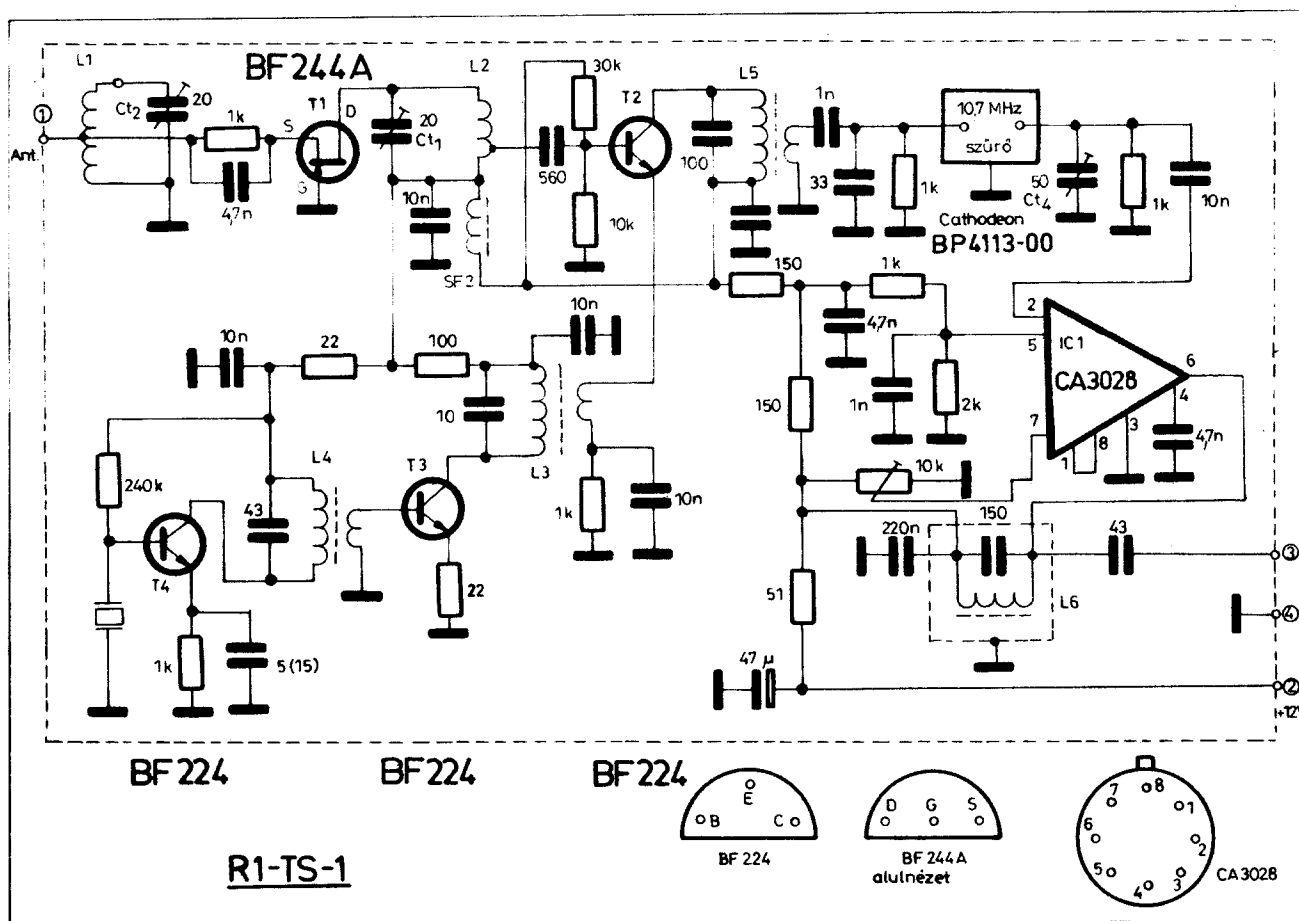 L1
BF244A
L2
30k
L5
1n
Ct2
20
1
Ant.
1k
S
T1
D
G
4,7n
20
Ct1
10n
560
T2
10k
100
33
1k
10,7 MHz
szűrő
50
Ct4
1k
10n
Cathodeon
BP4113-00
SF2
150
1k
10n
4,7n
2
5
IC1
CA3028
6
4
10n
22
100
10
L3
150
1n
2k
7
1
8
3
4,7n
240k
L4
T3
43
1k
10n
10k
T4
220n
150
43
3
22
51
L6
4
1k
5(15)
47 µ
2
+12V
BF224
BF224
BF224
E
B
C
BF 224
D
G
S
BF 244A
alulnézet
7
8
1
6
2
5
4
3
CA3028
R1-TS-1